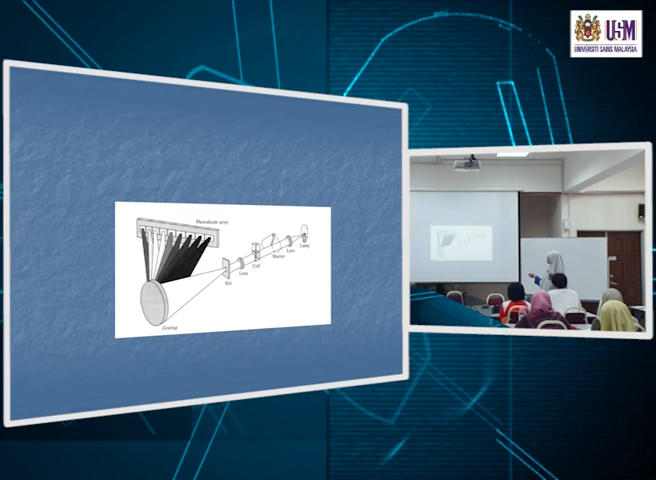 USM
UNIVERSITI SAINS MALAYSIA
Photodiode array
Lamp
Lens
Shutter
Cell
Lens
Slit
Grating